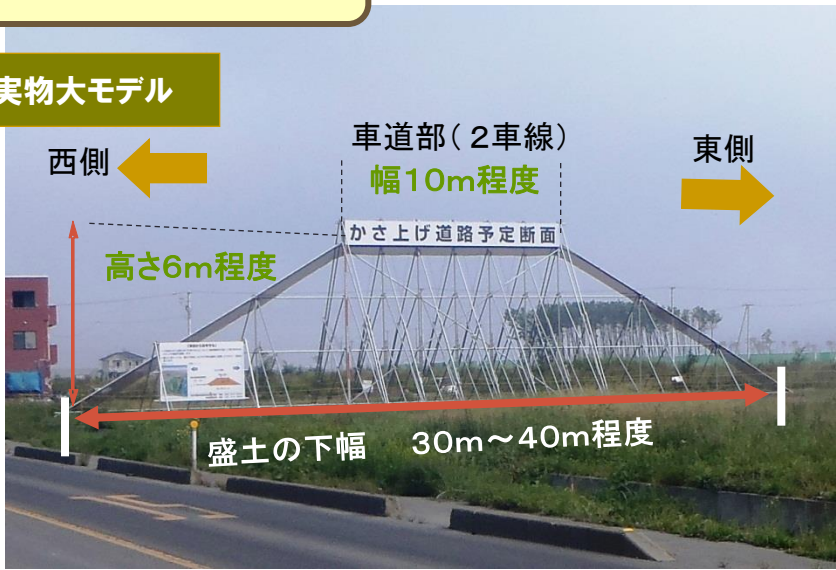 実物大モデル
車道部(２車線)
幅１０ｍ程度
西側
東側
かさ上げ道路予定断面
高さ６ｍ程度
盛土の下幅　３０ｍ～４０ｍ程度